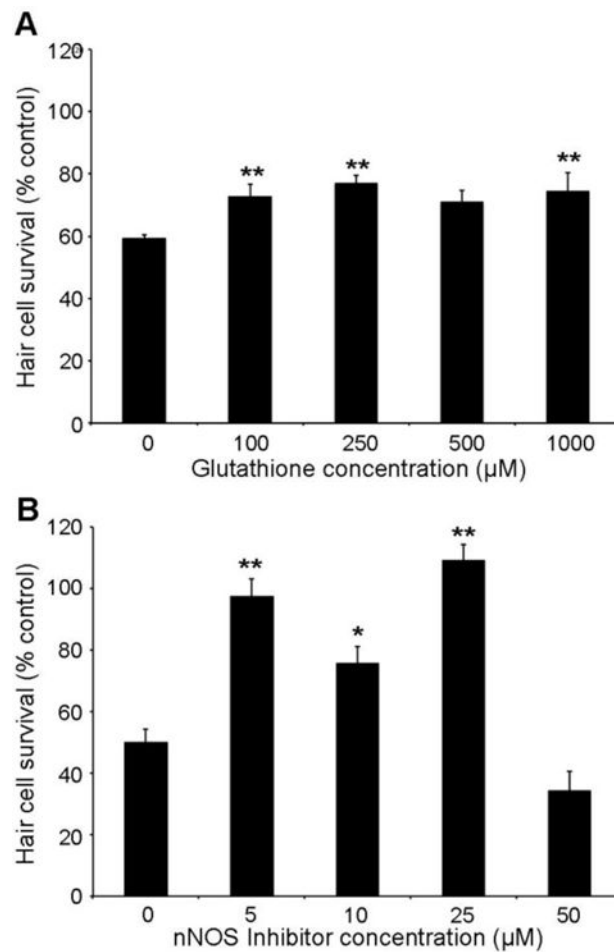 A
120
100
80
60
40
20
0
Hair cell survival (% control)
** ** **
0 100 250 500 1000
Glutathione concentration (µM)
B
120
100
80
60
40
20
0
Hair cell survival (% control)
** * **
0 5 10 25 50
nNOS Inhibitor concentration (µM)